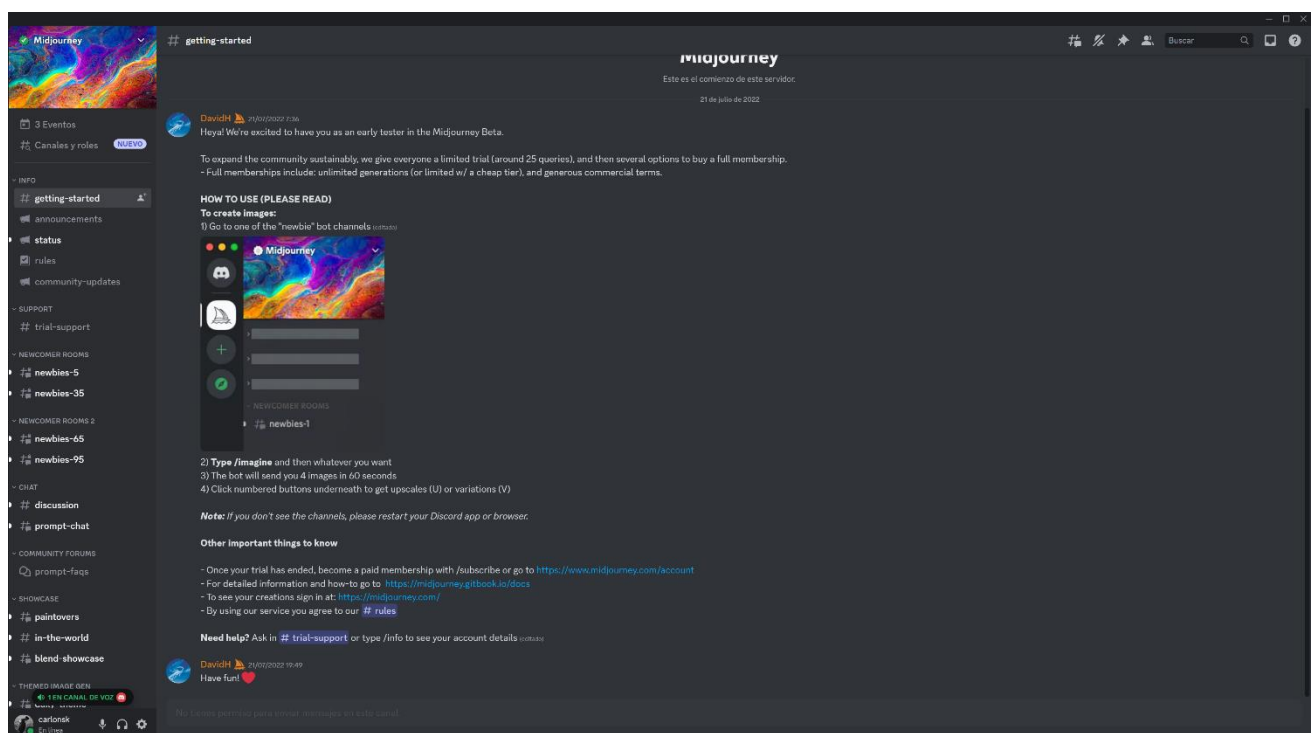 Midjourney
3 Eventos
Canales y roles NUEVO
INFO
getting-started
announcements
status
rules
community-updates
SUPPORT
trial-support
NEWCOMER ROOMS
newbies-5
newbies-35
NEWCOMER ROOMS 2
newbies-65
newbies-95
CHAT
discussion
prompt-chat
COMMUNITY FORUMS
prompt-faqs
SHOWCASE
paintovers
in-the-world
blend-showcase
THEMED IMAGE GEN
1 EN CANAL DE VOZ
daily-theme
carlonsk
En línea
# getting-started
Buscar
Midjourney
Este es el comienzo de este servidor.
21 de julio de 2022
DavidH 21/07/2022 7:36
Heya! We're excited to have you as an early tester in the Midjourney Beta.
To expand the community sustainably, we give everyone a limited trial (around 25 queries), and then several options to buy a full membership.
- Full memberships include: unlimited generations (or limited w/ a cheap tier), and generous commercial terms.
HOW TO USE (PLEASE READ)
To create images:
1) Go to one of the "newbie" bot channels (editado)
Midjourney
NEWCOMER ROOMS
newbies-1
2) Type /imagine and then whatever you want
3) The bot will send you 4 images in 60 seconds
4) Click numbered buttons underneath to get upscales (U) or variations (V)
Note: If you don't see the channels, please restart your Discord app or browser.
Other important things to know
- Once your trial has ended, become a paid membership with /subscribe or go to https://www.midjourney.com/account
- For detailed information and how-to go to https://midjourney.gitbook.io/docs
- To see your creations sign in at: https://midjourney.com/
- By using our service you agree to our # rules
Need help? Ask in # trial-support or type /info to see your account details (editado)
DavidH 21/07/2022 19:49
Have fun!
No tienes permiso para enviar mensajes en este canal.